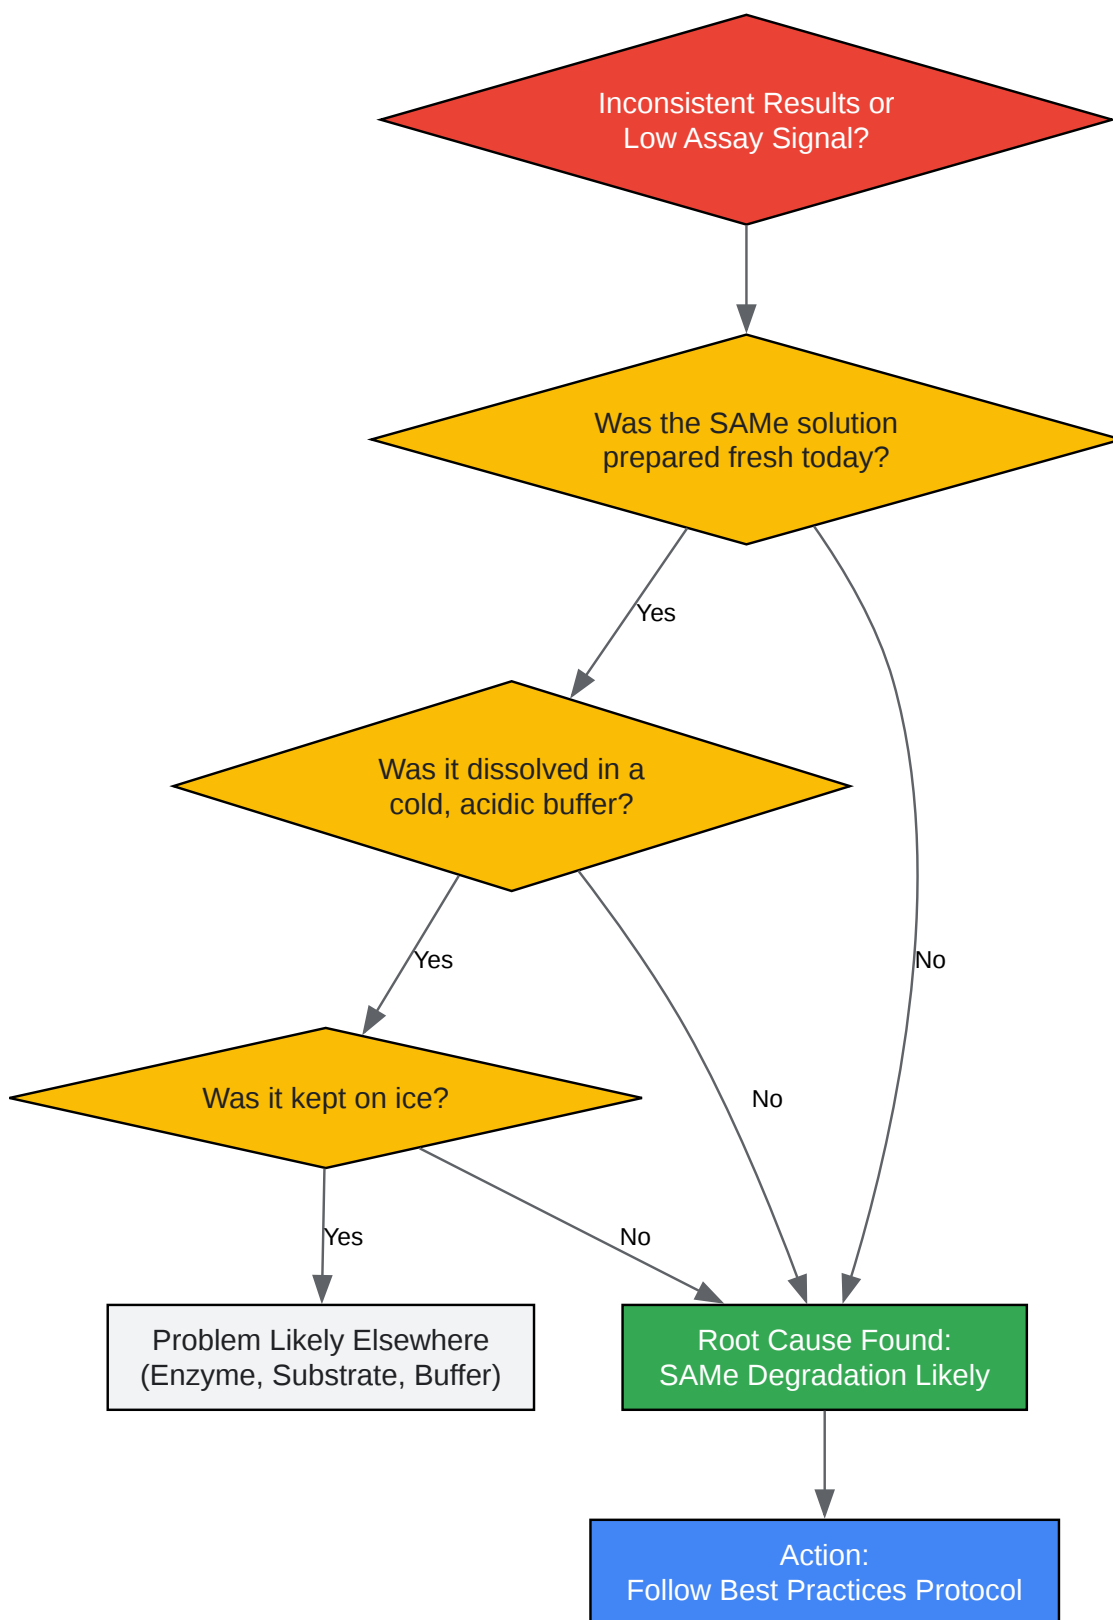 Inconsistent Results or
Low Assay Signal?
Was the SAMe solution
prepared fresh today?
Yes
Was it dissolved in a
cold, acidic buffer?
Yes
No
Was it kept on ice?
No
Yes
No
Problem Likely Elsewhere
(Enzyme, Substrate, Buffer)
Root Cause Found:
SAMe Degradation Likely
Action:
Follow Best Practices Protocol